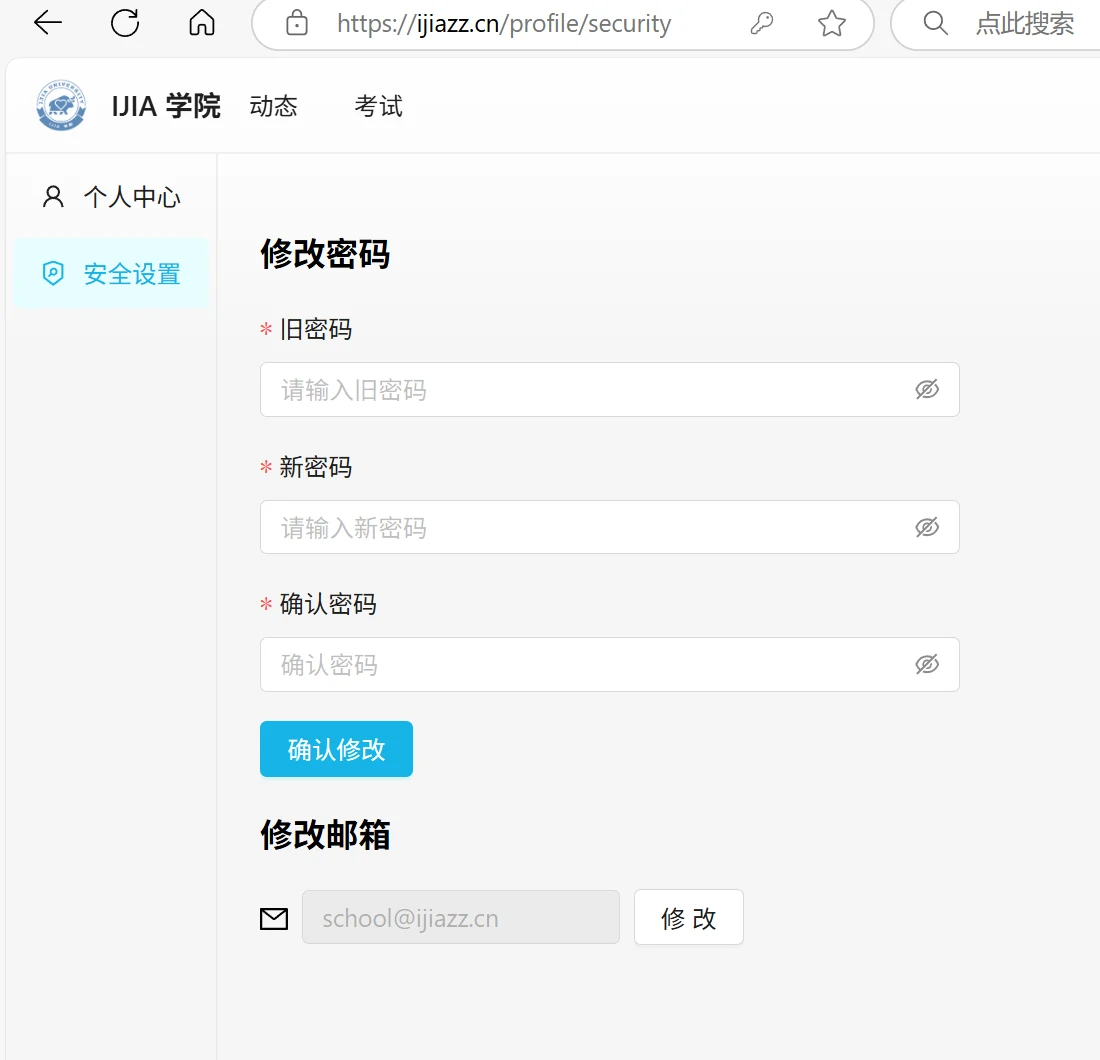 https://ijiazz.cn/profile/security
点此搜索
IJIA 学院
动态
考试
个人中心
安全设置
修改密码
* 旧密码
请输入旧密码
* 新密码
请输入新密码
* 确认密码
确认密码
确认修改
修改邮箱
school@ijiazz.cn
修 改